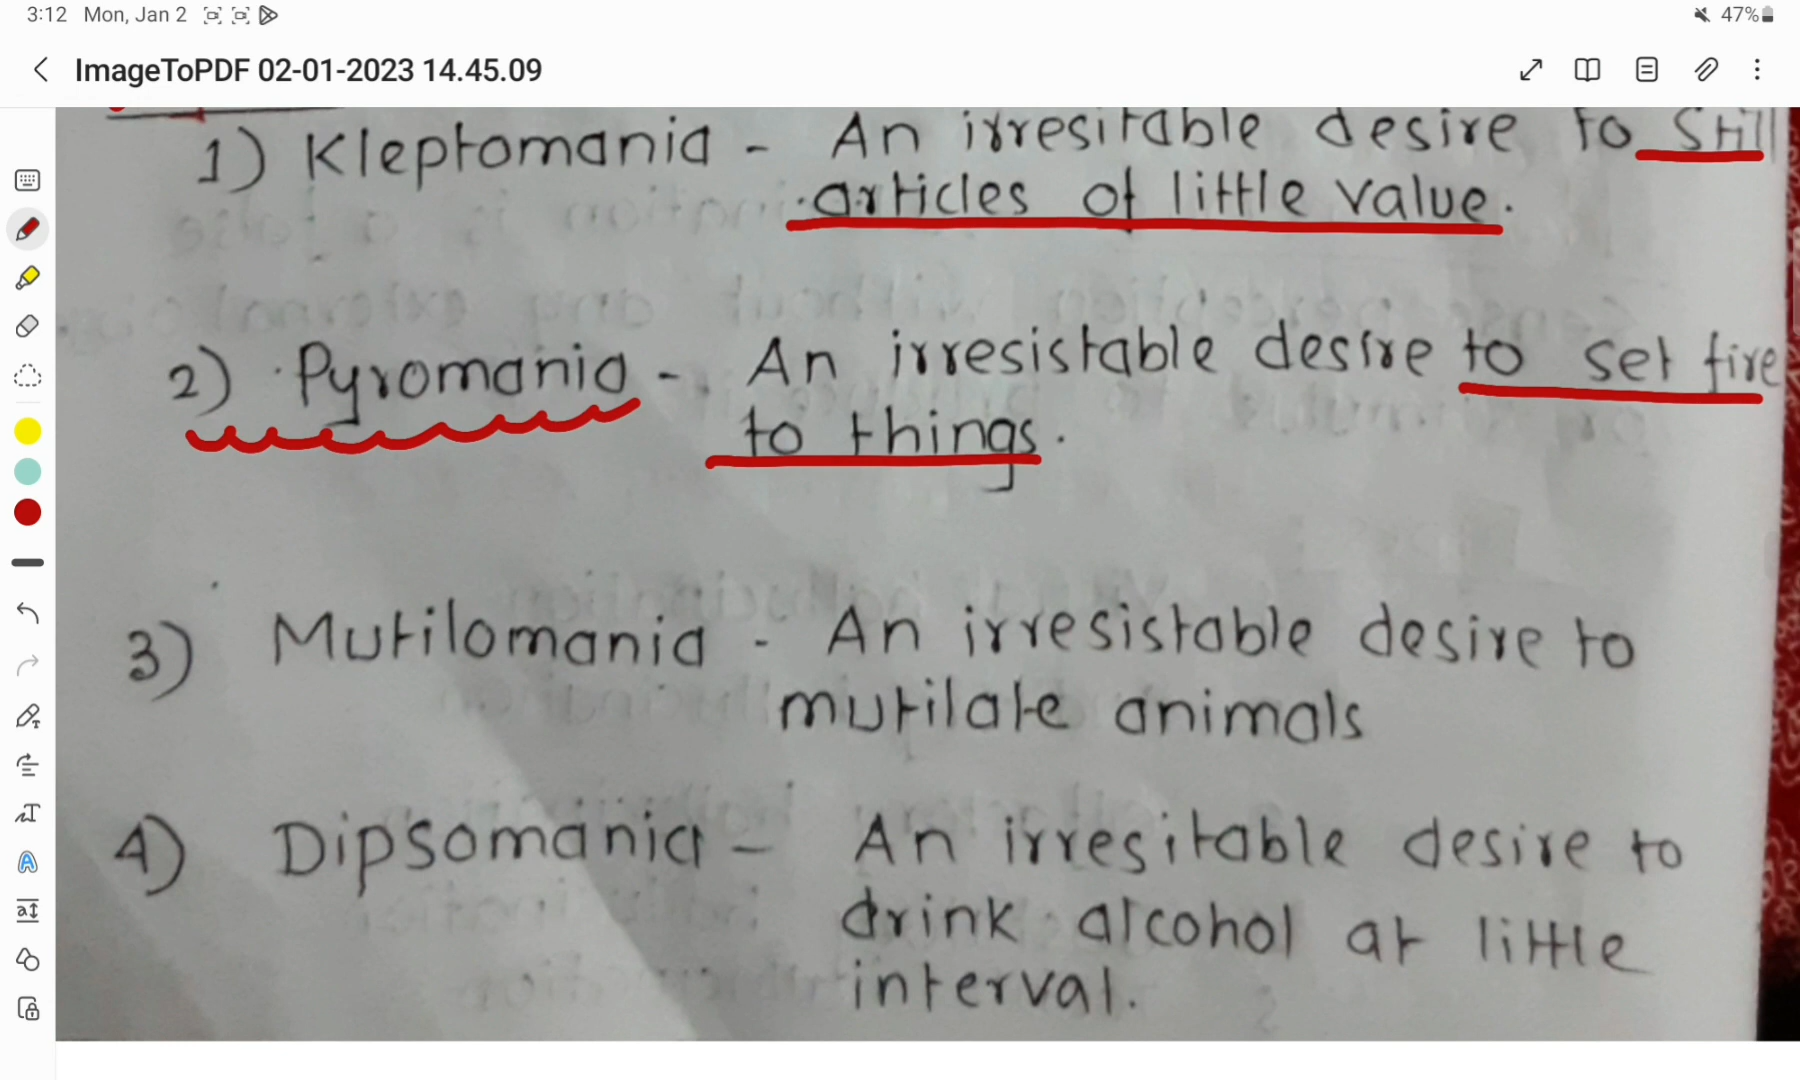 3:12 Mon, Jan 2
47%
ImageToPDF 02-01-2023 14.45.09
1) Kleptomania - An irresitable desire to Still
articles of little value.
2) Pyromania - An irresistable desire to set fire
to things.
3) Mutilomania - An irresistable desire to
mutilate animals
4) Dipsomania - An irresitable desire to
drink alcohol at little
interval.